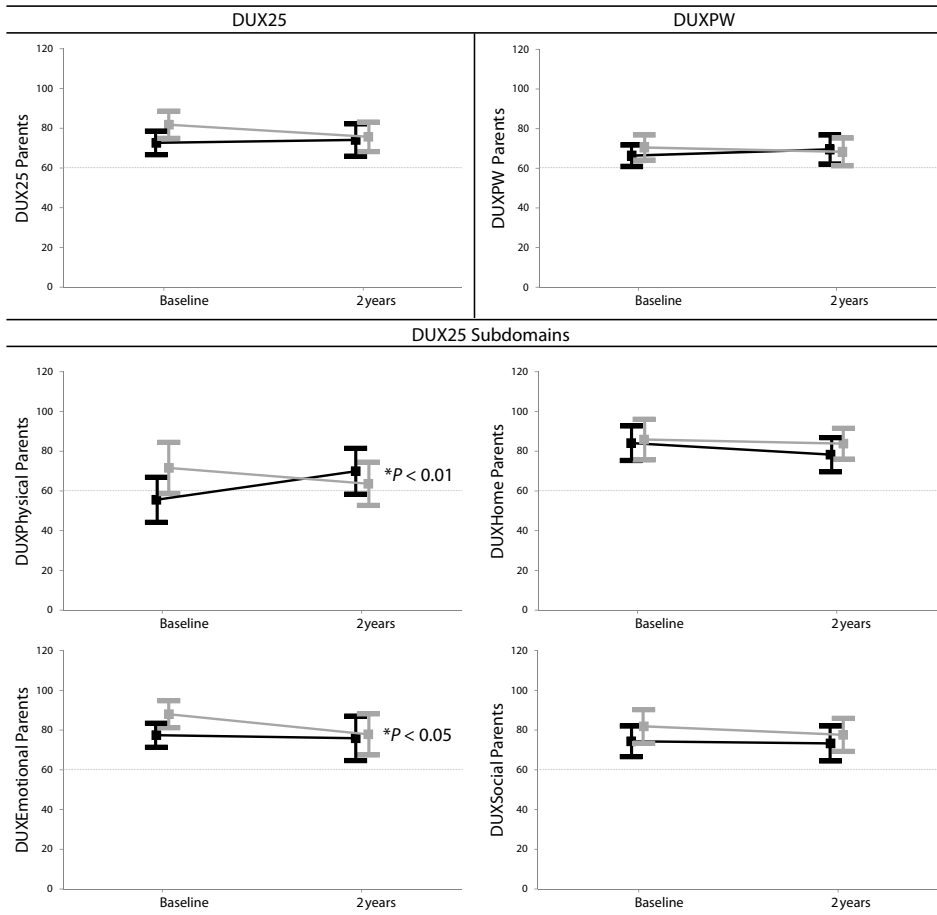 DUX25
DUXPW
DUX25 Parents
120
100
80
60
40
20
0
Baseline
2 years
DUXPW Parents
120
100
80
60
40
20
0
Baseline
2 years
DUX25 Subdomains
DUXPhysical Parents
120
100
80
60
40
20
0
*P < 0.01
Baseline
2 years
DUXHome Parents
120
100
80
60
40
20
0
Baseline
2 years
DUXEmotional Parents
120
100
80
60
40
20
0
*P < 0.05
Baseline
2 years
DUXSocial Parents
120
100
80
60
40
20
0
Baseline
2 years